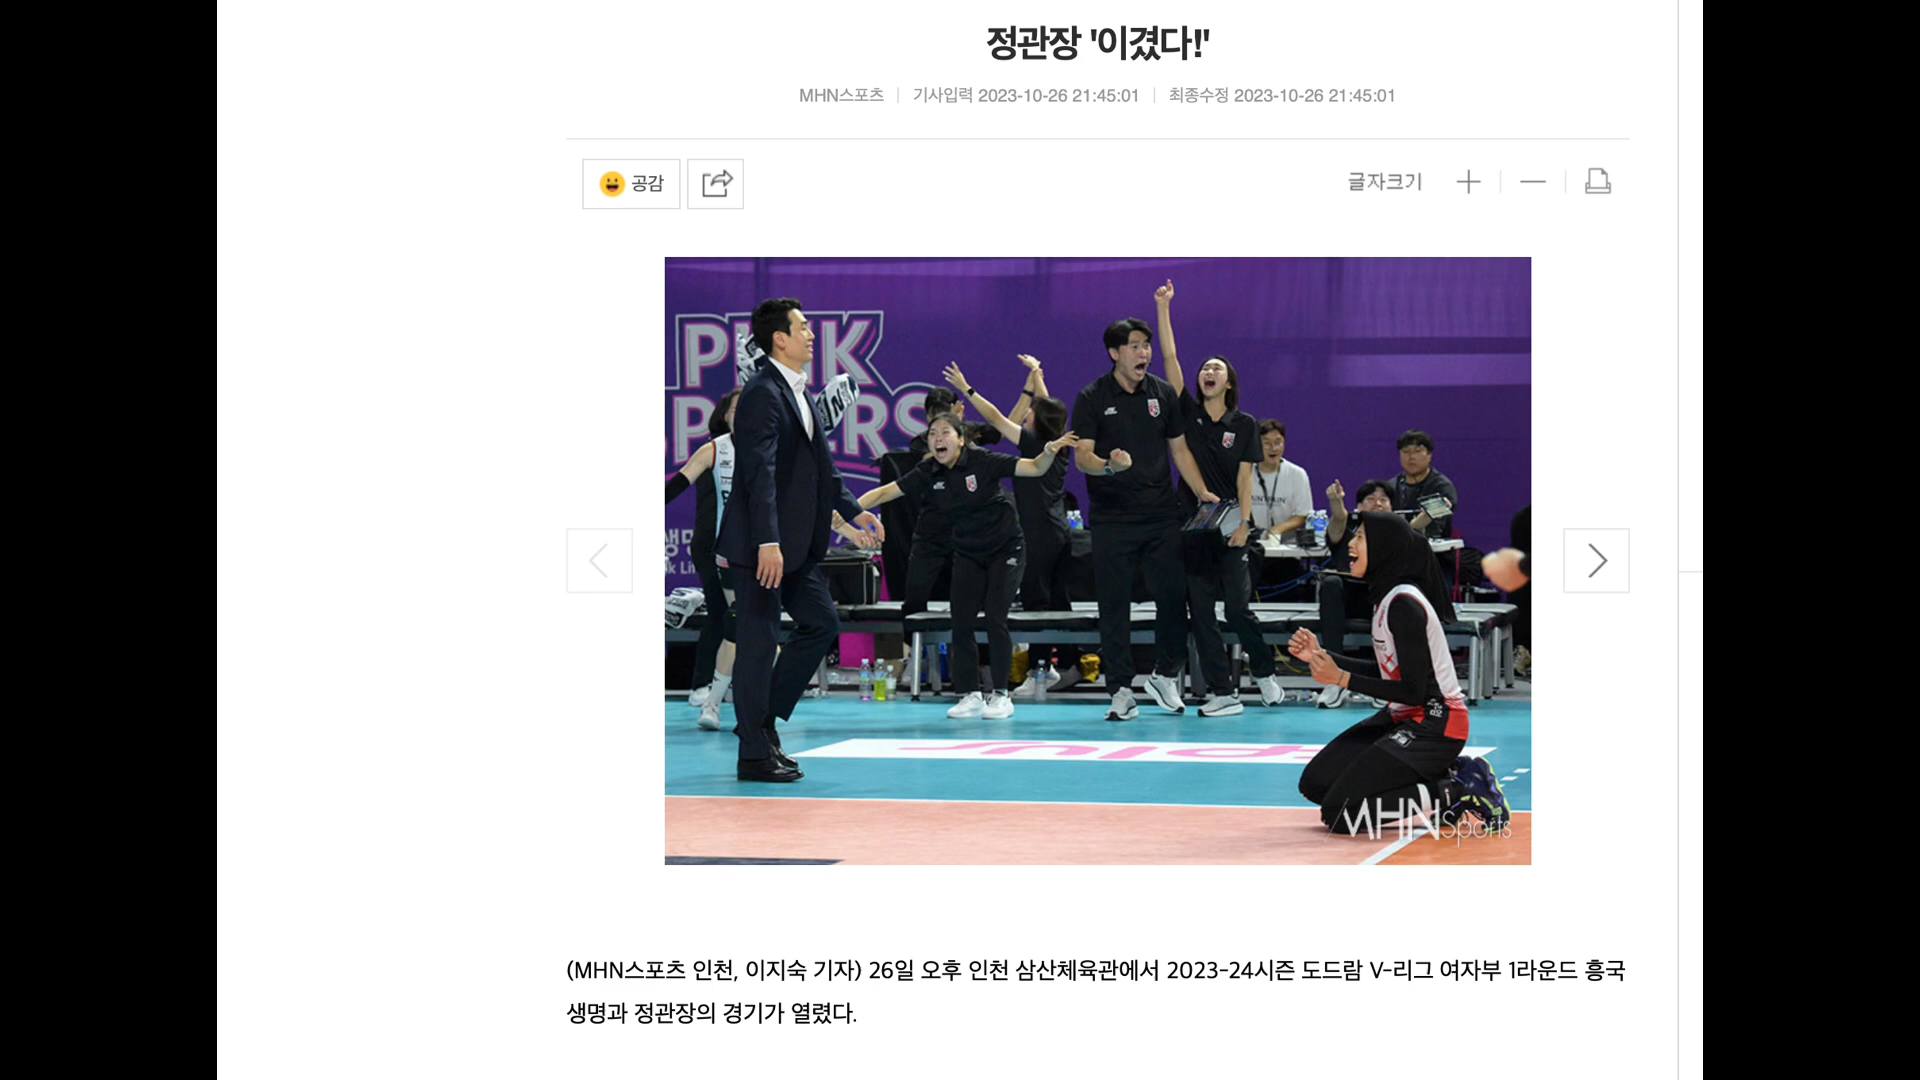 정관장 '이겼다!'
MHN스포츠 | 기사입력 2023-10-26 21:45:01 | 최종수정 2023-10-26 21:45:01
공감
글자크기
PINK
MHN Sports
(MHN스포츠 인천, 이지숙 기자) 26일 오후 인천 삼산체육관에서 2023-24시즌 도드람 V-리그 여자부 1라운드 흥국
생명과 정관장의 경기가 열렸다.